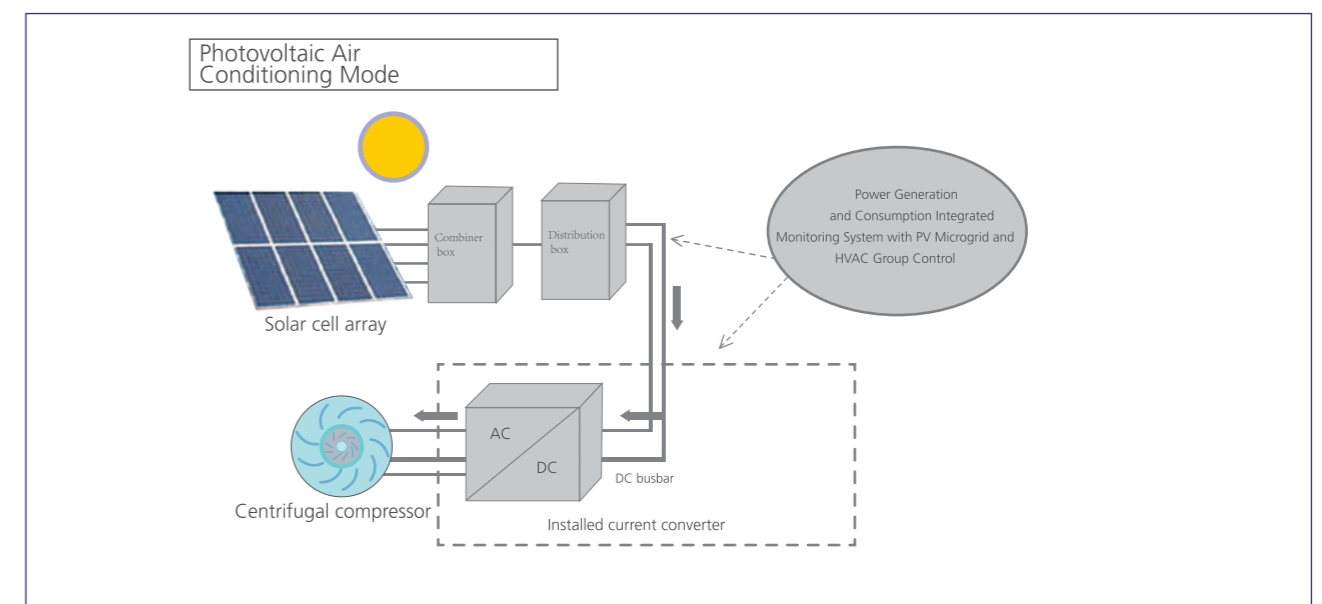 Photovoltaic Air
Conditioning Mode
Combiner
box
Distribution
box
Power Generation
and Consumption Integrated
Monitoring System with PV Microgrid and
HVAC Group Control
Solar cell array
AC
DC
DC busbar
Centrifugal compressor
Installed current converter